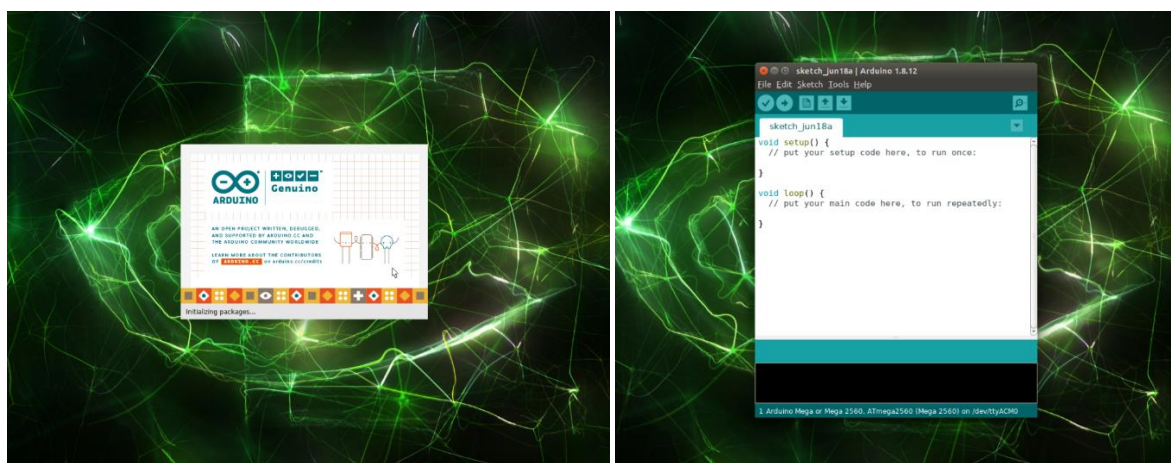 ARDUINO
Genuino
AN OPEN PROJECT WRITTEN, DEBUGGED,
AND SUPPORTED BY ARDUINO.CC AND
THE ARDUINO COMMUNITY WORLDWIDE
LEARN MORE ABOUT THE CONTRIBUTORS
OF ARDUINO.CC on arduino.cc/credits
Initializing packages...
sketch_jun18a | Arduino 1.8.12
File Edit Sketch Tools Help
sketch_jun18a
void setup() {
// put your setup code here, to run once:
}
void loop() {
// put your main code here, to run repeatedly:
}
1 Arduino Mega or Mega 2560, ATmega2560 (Mega 2560) on /dev/ttyACM0